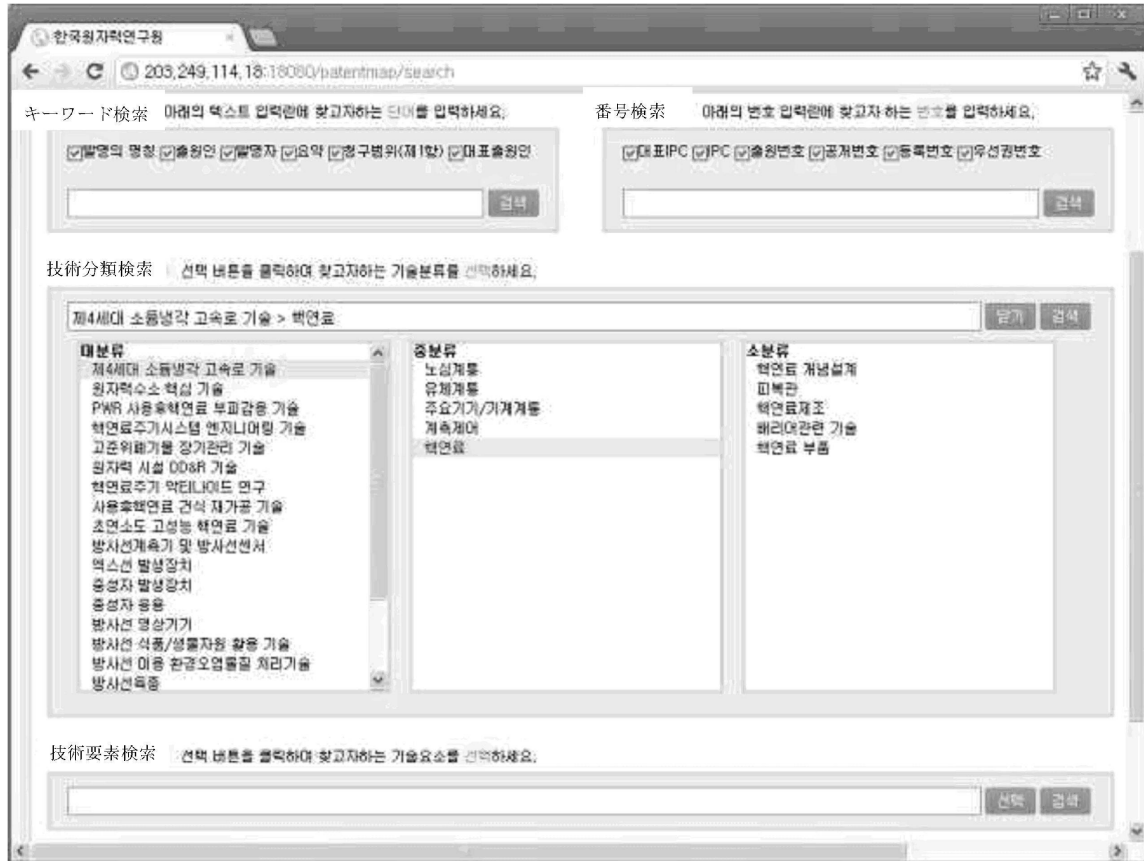 한국원자력연구원
203.249.114.18:18080/patentmap/search
キーワード検索 아래의 텍스트 입력란에 찾고자하는 단어를 입력하세요.
☑발명의 명칭 ☑출원인 ☑발명자 ☑요약 ☑청구범위(제1항) ☑대표출원인
검색
番号検索 아래의 번호 입력란에 찾고자 하는 번호를 입력하세요.
☑대표IPC ☑IPC ☑출원번호 ☑공개번호 ☑등록번호 ☑우선권번호
검색
技術分類検索 선택 버튼을 클릭하여 찾고자하는 기술분류를 선택하세요.
제4세대 소듐냉각 고속로 기술 > 핵연료
닫기 검색
대분류
제4세대 소듐냉각 고속로 기술
원자력수소 핵심 기술
PWR 사용후핵연료 부피감용 기술
핵연료주기시스템 엔지니어링 기술
고준위폐기물 장기관리 기술
원자력 시설 DD&R 기술
핵연료주기 악티나이드 연구
사용후핵연료 건식 재가공 기술
초연소도 고성능 핵연료 기술
방사선계측기 및 방사선센서
엑스선 발생장치
중성자 발생장치
중성자 응용
방사선 영상기기
방사선 식품/생물자원 활용 기술
방사선 이용 환경오염물질 처리기술
방사선육종
중분류
노심계통
유체계통
주요기기/기계계통
계측제어
핵연료
소분류
핵연료 개념설계
피복관
핵연료제조
배리어관련 기술
핵연료 부품
技術要素検索 선택 버튼을 클릭하여 찾고자하는 기술요소를 선택하세요.
선택 검색